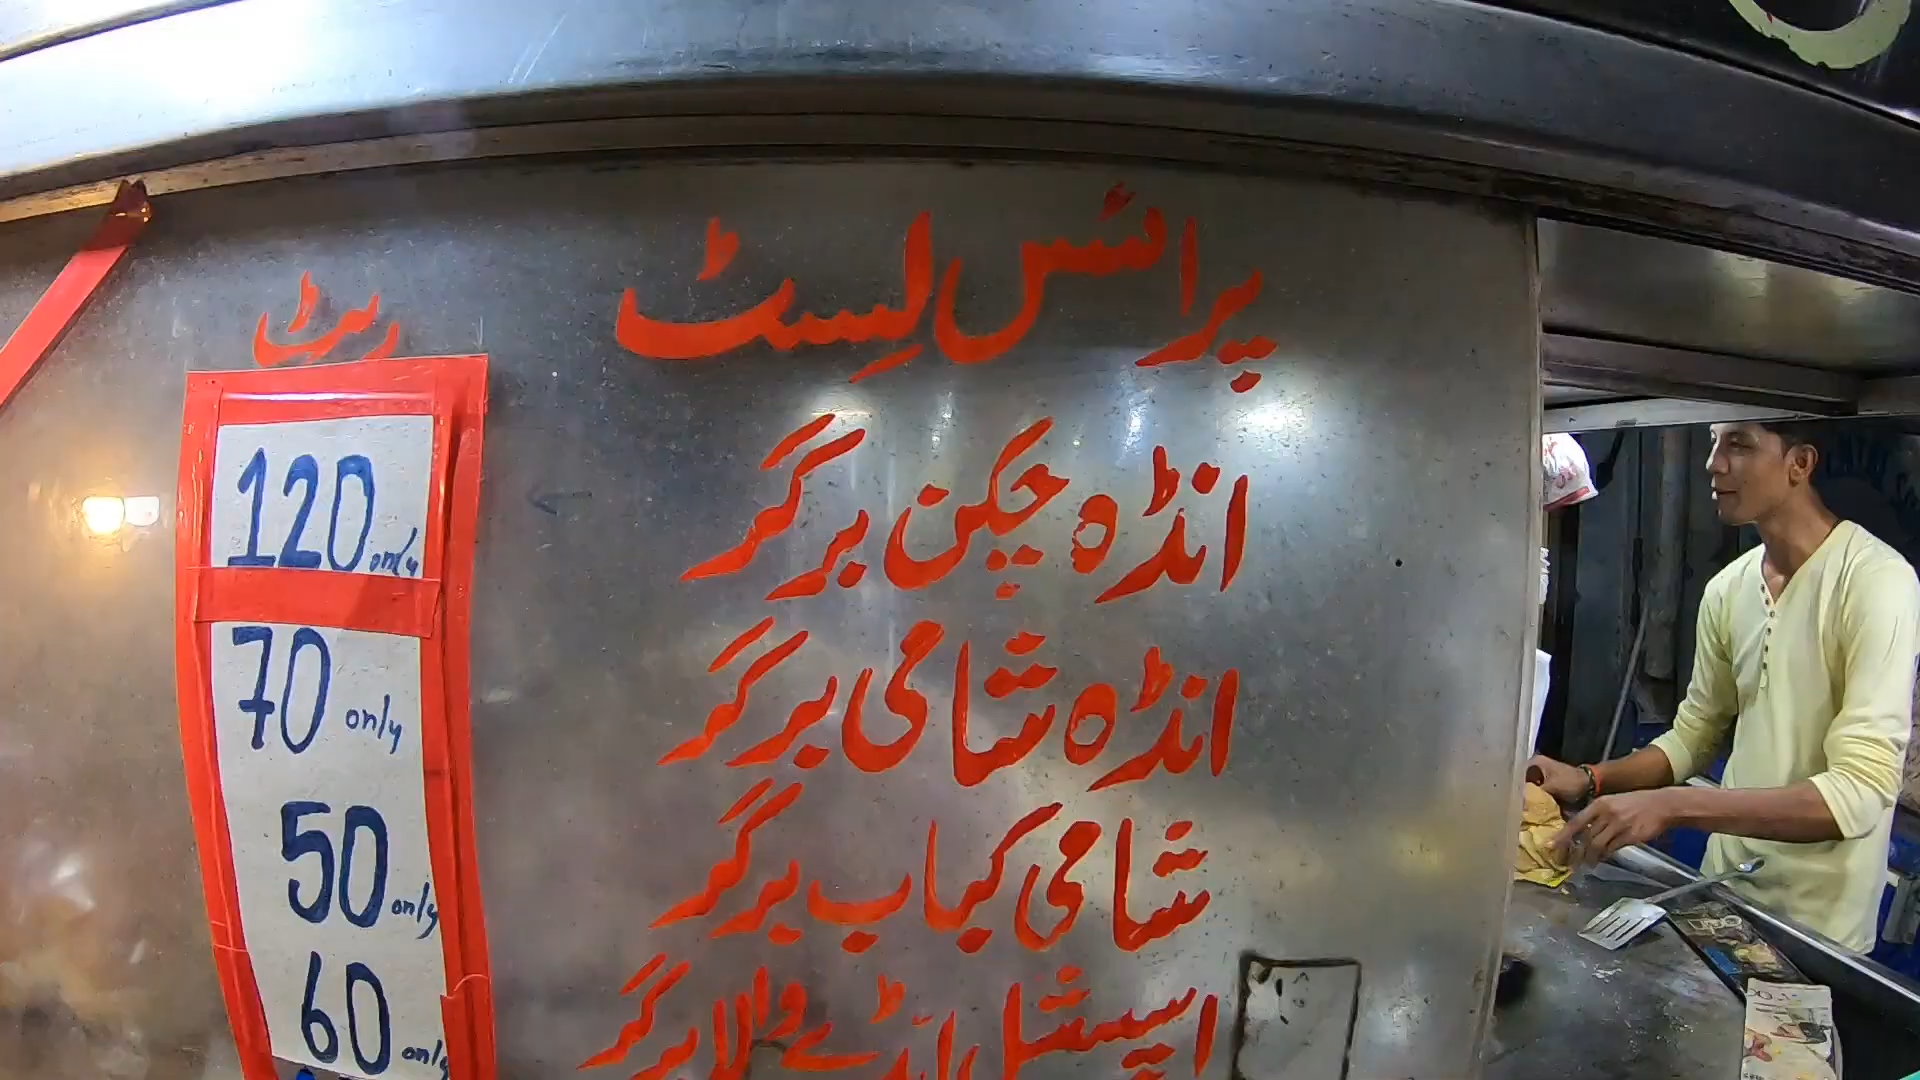 پرائس لِسٹ
ریٹ
انڈہ چکن برگر
120 only
انڈہ شامی برگر
70 only
شامی کباب برگر
50 only
اسپیشل انڈے والا برگر
60 only